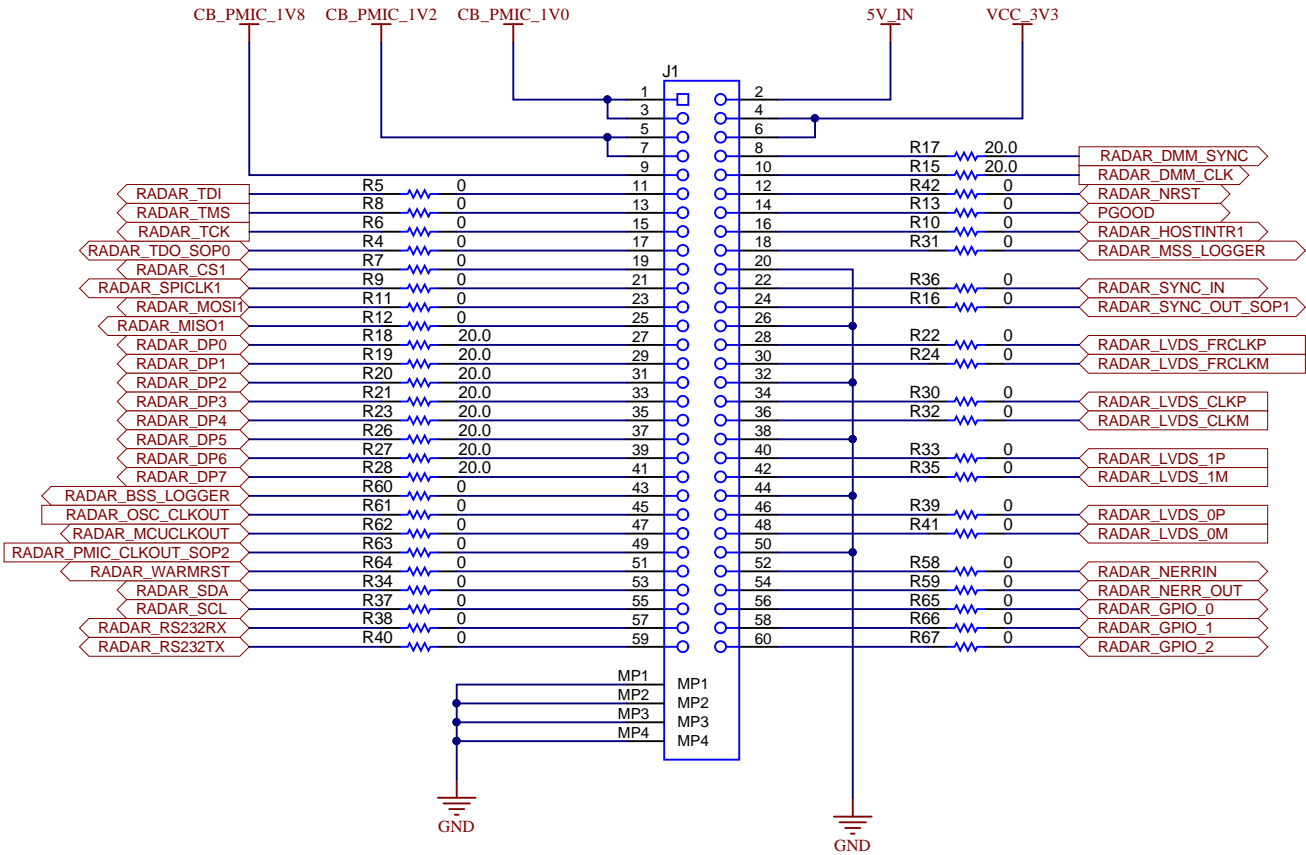 CB_PMIC_1V8 CB_PMIC_1V2 CB_PMIC_1V0 5V_IN VCC_3V3
J1
1 2
3 4
5 6
7 8 R17 20.0 RADAR_DMM_SYNC
9 10 R15 20.0 RADAR_DMM_CLK
RADAR_TDI R5 0 11 12 R42 0 RADAR_NRST
RADAR_TMS R8 0 13 14 R13 0 PGOOD
RADAR_TCK R6 0 15 16 R10 0 RADAR_HOSTINTR1
RADAR_TDO_SOP0 R4 0 17 18 R31 0 RADAR_MSS_LOGGER
RADAR_CS1 R7 0 19 20
RADAR_SPICLK1 R9 0 21 22 R36 0 RADAR_SYNC_IN
RADAR_MOSI1 R11 0 23 24 R16 0 RADAR_SYNC_OUT_SOP1
RADAR_MISO1 R12 0 25 26
RADAR_DP0 R18 20.0 27 28 R22 0 RADAR_LVDS_FRCLKP
RADAR_DP1 R19 20.0 29 30 R24 0 RADAR_LVDS_FRCLKM
RADAR_DP2 R20 20.0 31 32
RADAR_DP3 R21 20.0 33 34 R30 0 RADAR_LVDS_CLKP
RADAR_DP4 R23 20.0 35 36 R32 0 RADAR_LVDS_CLKM
RADAR_DP5 R26 20.0 37 38
RADAR_DP6 R27 20.0 39 40 R33 0 RADAR_LVDS_1P
RADAR_DP7 R28 20.0 41 42 R35 0 RADAR_LVDS_1M
RADAR_BSS_LOGGER R60 0 43 44
RADAR_OSC_CLKOUT R61 0 45 46 R39 0 RADAR_LVDS_0P
RADAR_MCUCLKOUT R62 0 47 48 R41 0 RADAR_LVDS_0M
RADAR_PMIC_CLKOUT_SOP2 R63 0 49 50
RADAR_WARMRST R64 0 51 52 R58 0 RADAR_NERRIN
RADAR_SDA R34 0 53 54 R59 0 RADAR_NERR_OUT
RADAR_SCL R37 0 55 56 R65 0 RADAR_GPIO_0
RADAR_RS232RX R38 0 57 58 R66 0 RADAR_GPIO_1
RADAR_RS232TX R40 0 59 60 R67 0 RADAR_GPIO_2
MP1 MP1
MP2 MP2
MP3 MP3
MP4 MP4
GND
GND